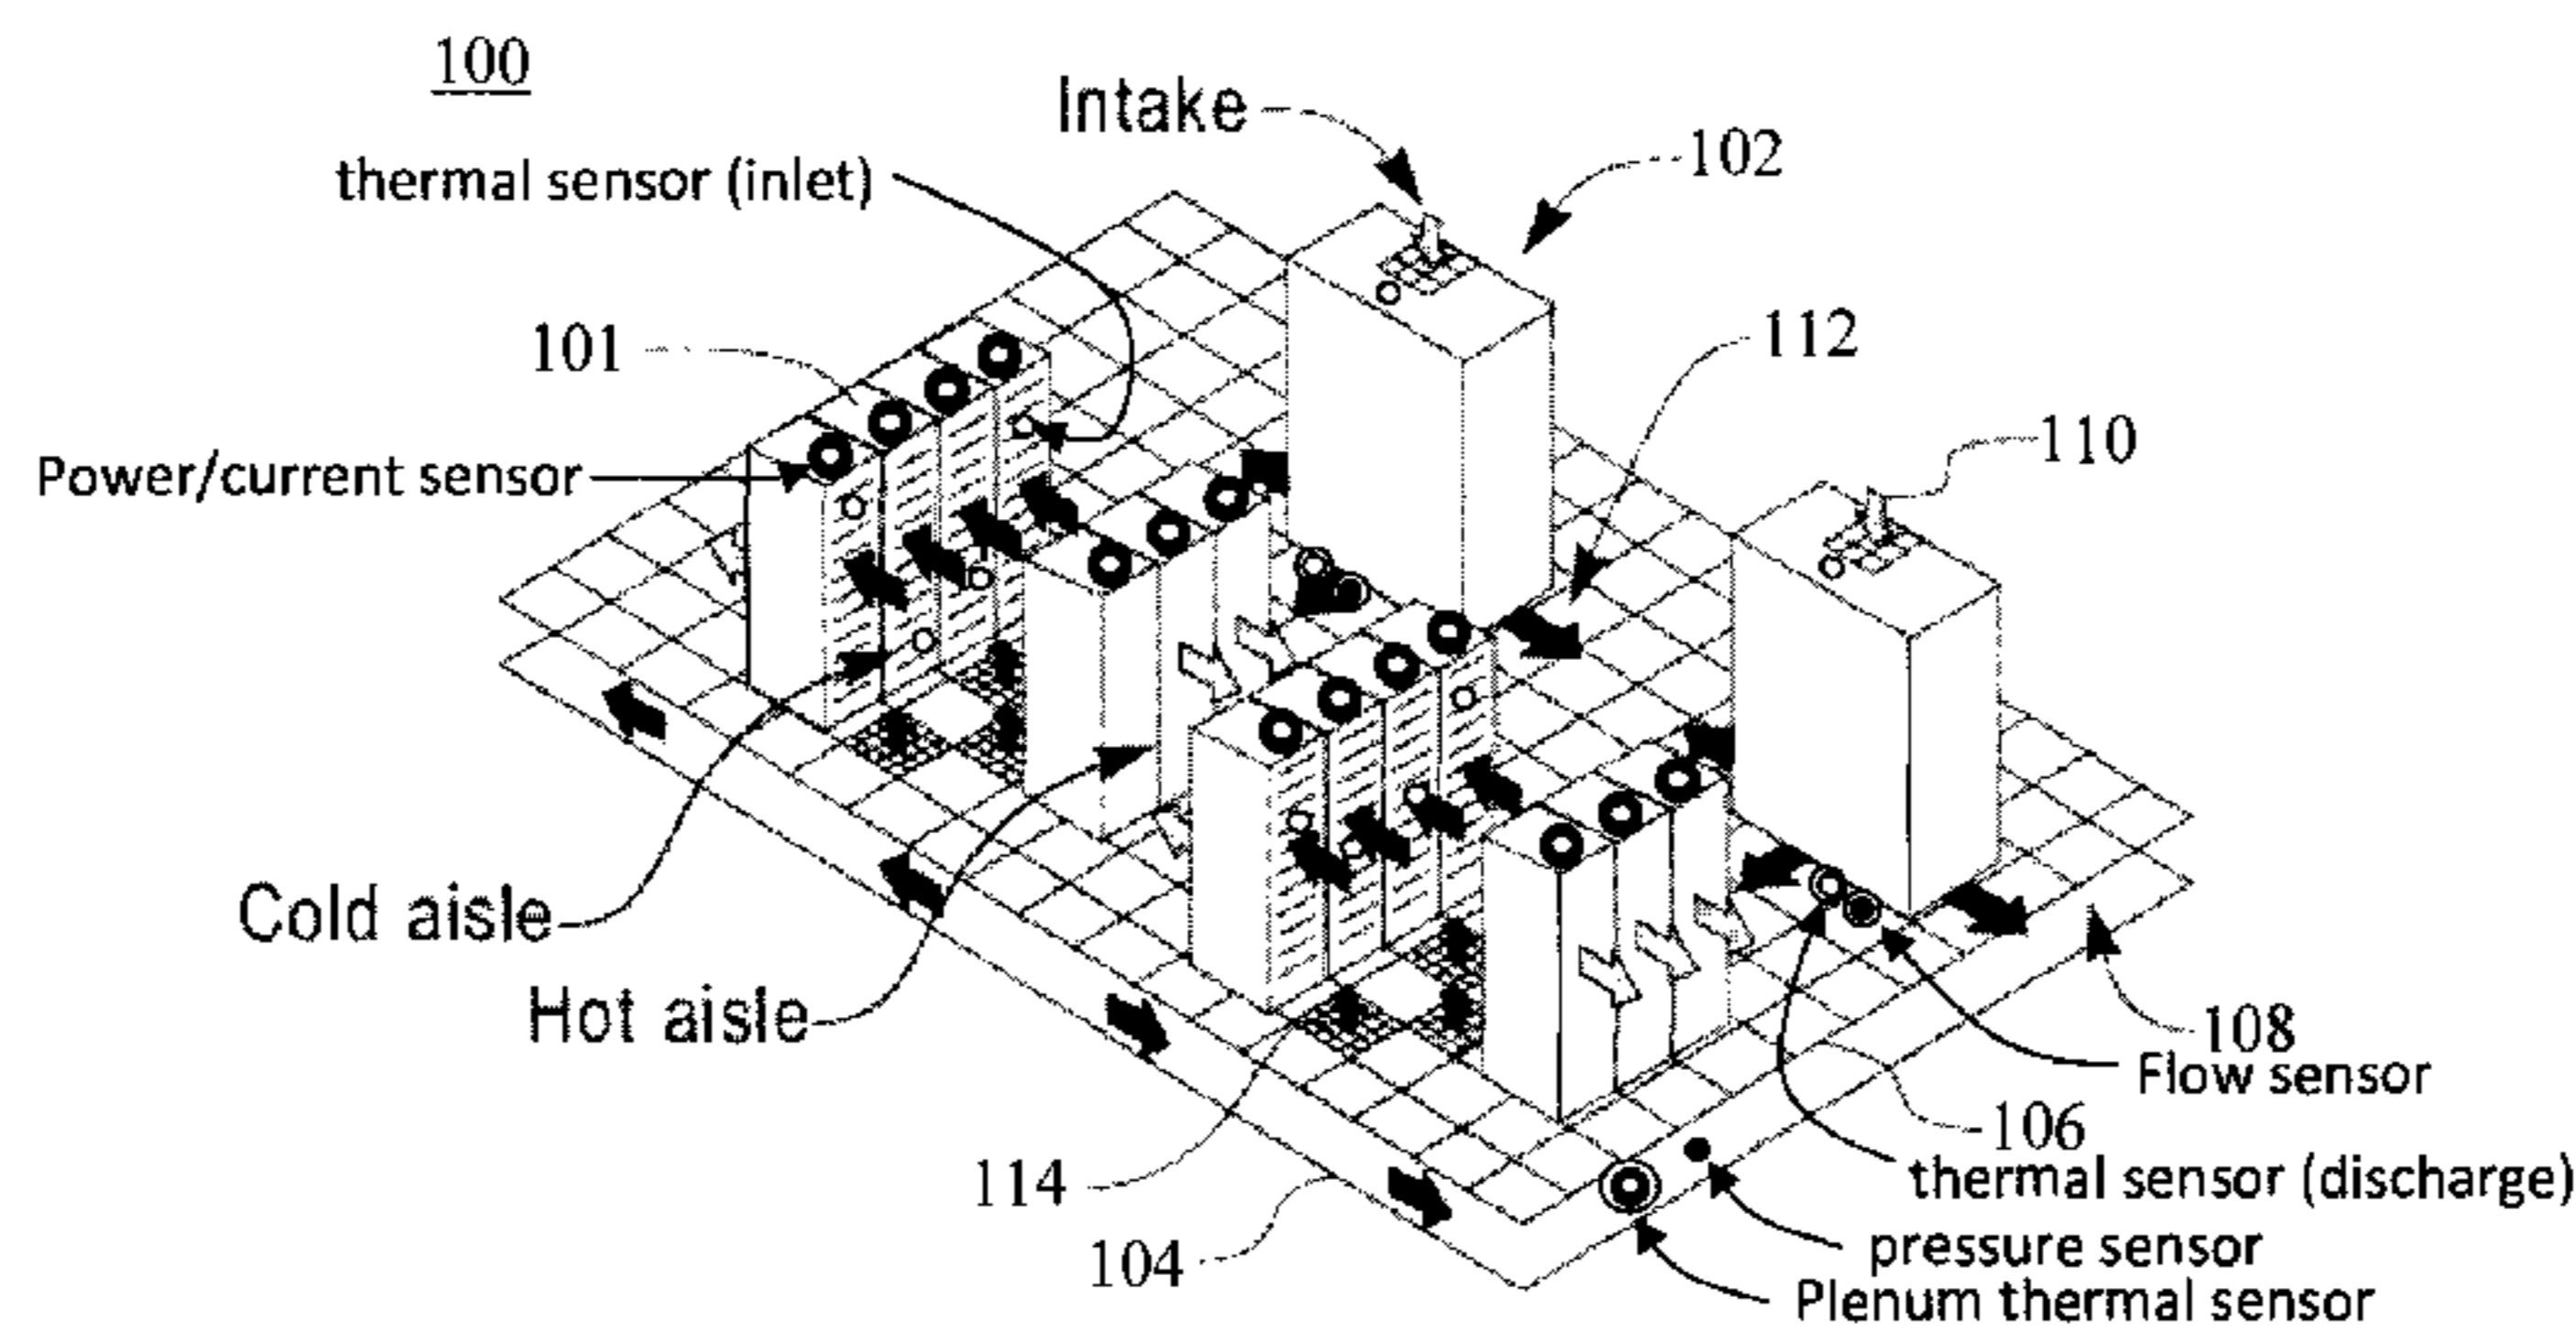 100
Intake
102
thermal sensor (inlet)
101
112
110
Power/current sensor
Cold aisle
Hot aisle
108
Flow sensor
106
114
thermal sensor (discharge)
104
pressure sensor
Plenum thermal sensor